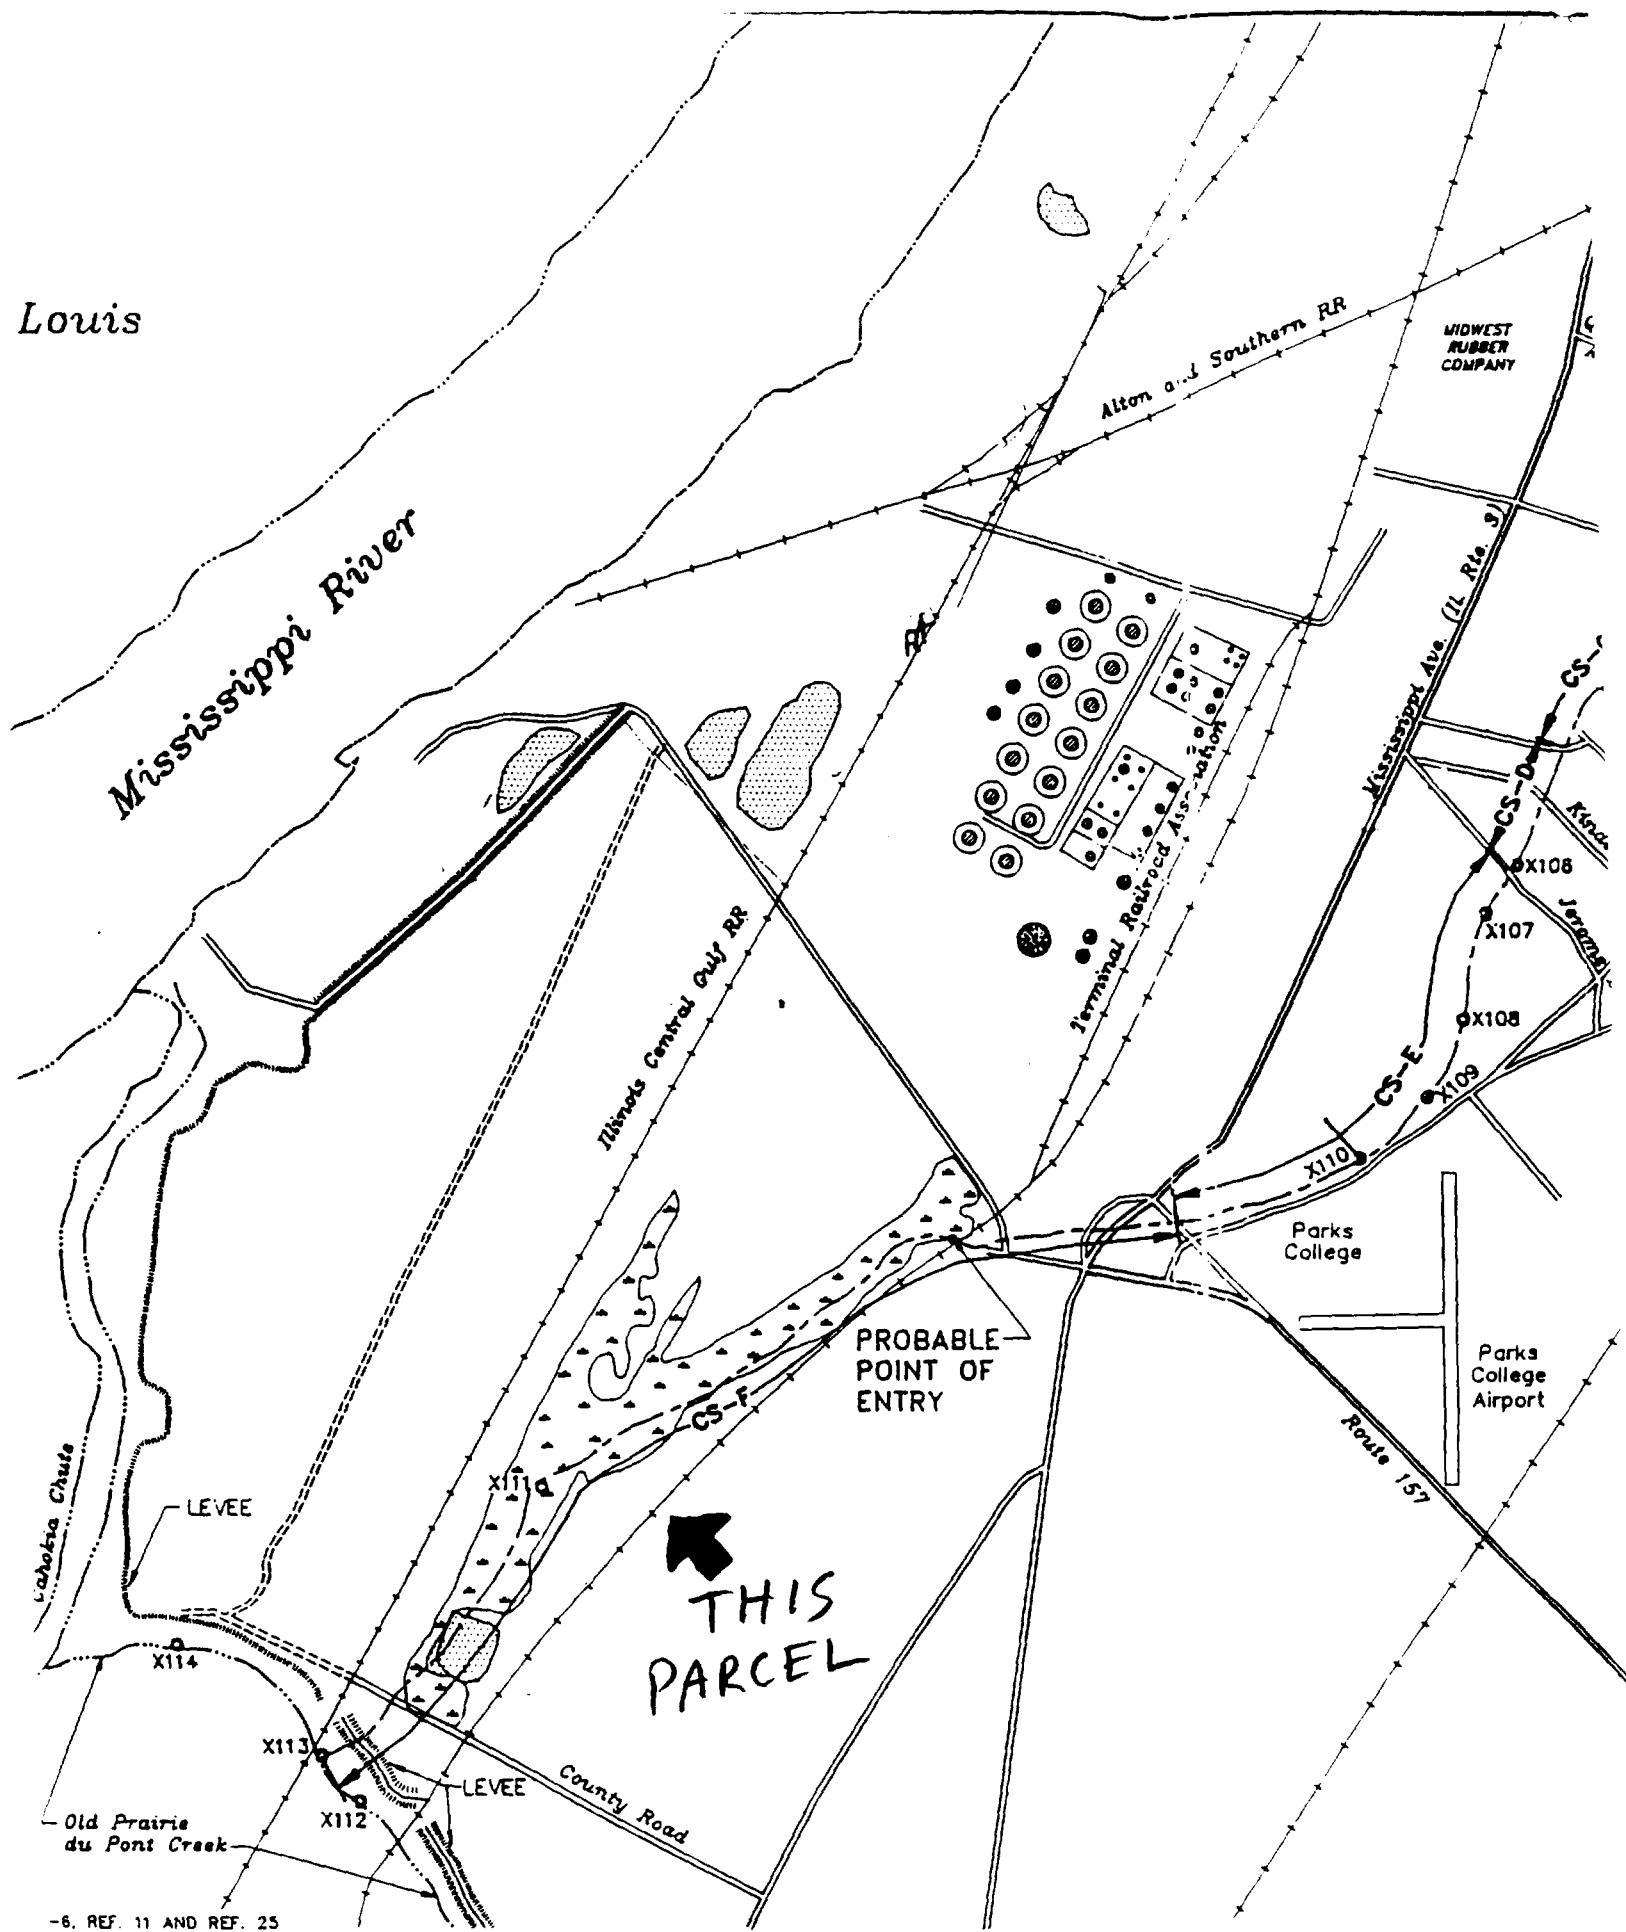 Louis
Mississippi River
Alton and Southern RR
MIDWEST
RUBBER
COMPANY
Mississippi Ave. (IL Rte. 3)
CS-D
X106
X107
X108
CS-E
X109
X110
Terminal Railroad Association
Illinois Central Gulf RR
Parks
College
PROBABLE
POINT OF
ENTRY
Parks
College
Airport
CS-F
Route 157
X111
Cahokia Chute
LEVEE
THIS
PARCEL
X114
X113
X112
LEVEE
County Road
Old Prairie
du Pont Creek
-6, REF. 11 AND REF. 25